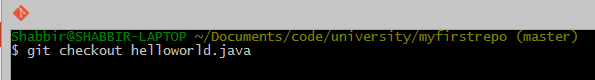 Shabbir@SHABBIR-LAPTOP ~/Documents/code/university/myfirstrepo (master)
$ git checkout helloworld.java